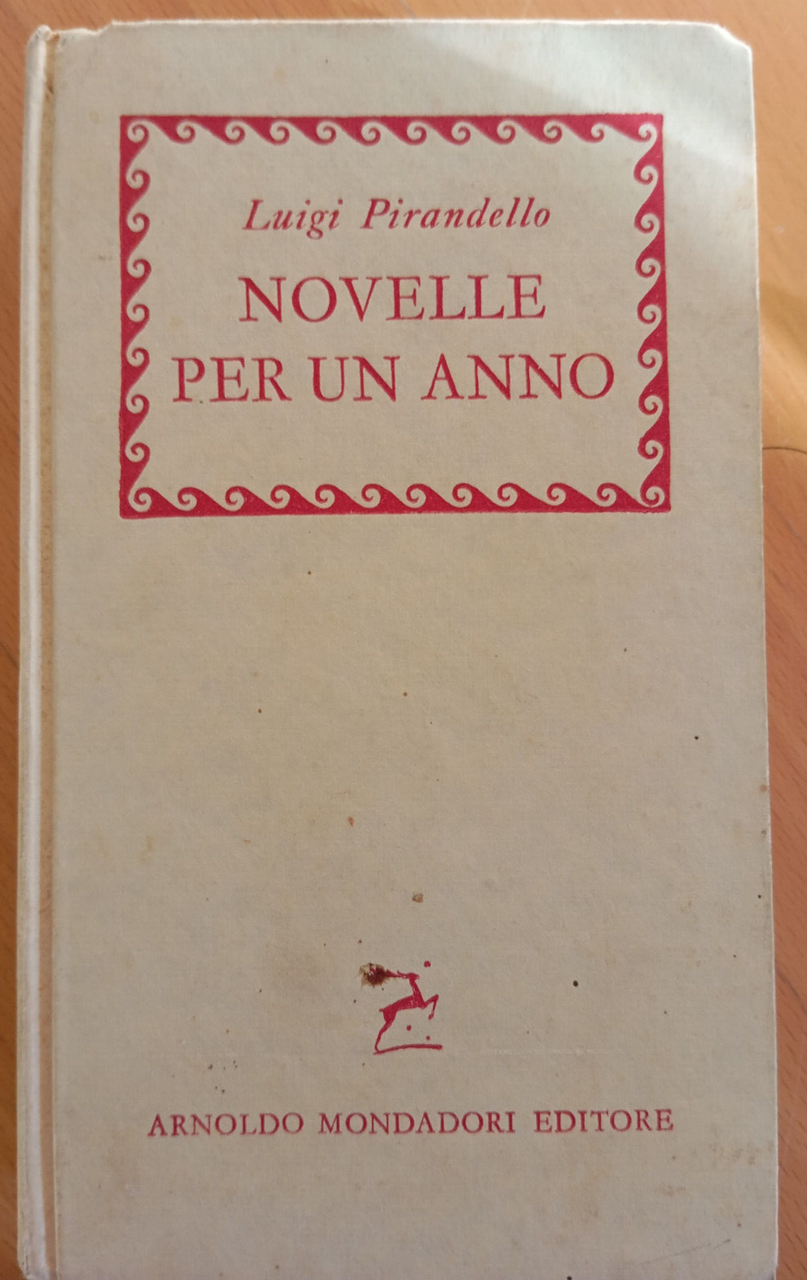 Luigi Pirandello
NOVELLE
PER UN ANNO
ARNOLDO MONDADORI EDITORE